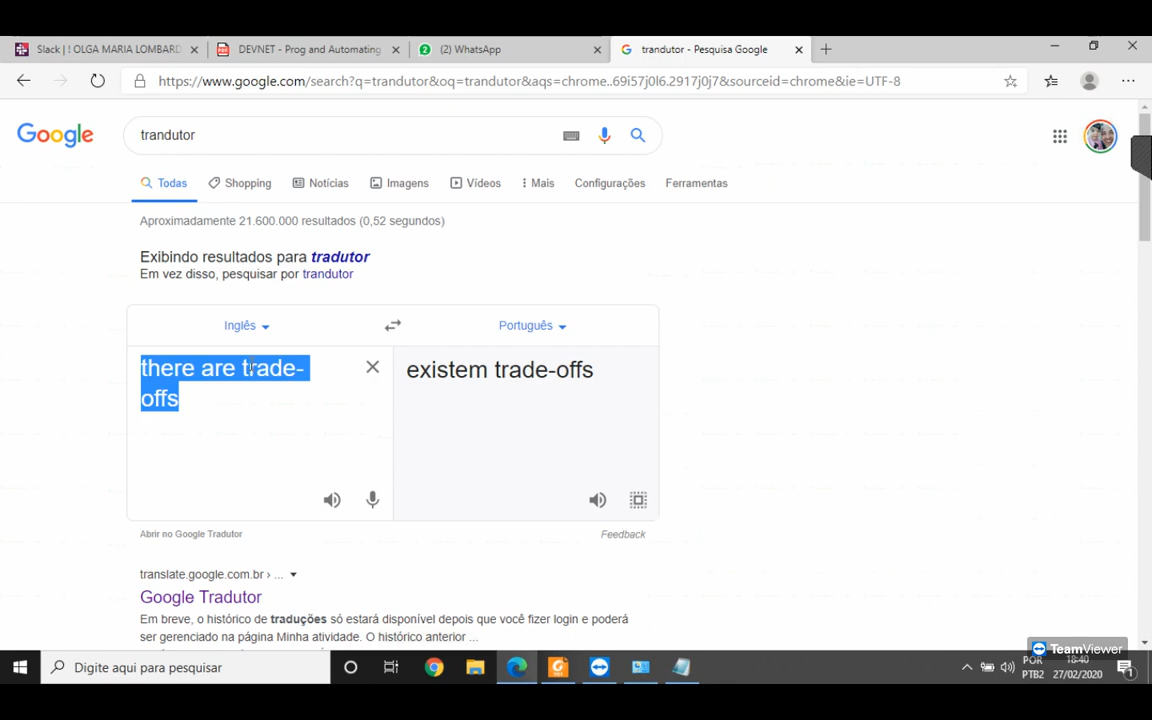 Slack | ! OLGA MARIA LOMBARD
DEVNET - Prog and Automating
(2) WhatsApp
trandutor - Pesquisa Google
https://www.google.com/search?q=trandutor&oq=trandutor&aqs=chrome..69i57j0l6.2917j0j7&sourceid=chrome&ie=UTF-8
Google
trandutor
Todas
Shopping
Notícias
Imagens
Vídeos
Mais
Configurações
Ferramentas
Aproximadamente 21.600.000 resultados (0,52 segundos)
Exibindo resultados para tradutor
Em vez disso, pesquisar por trandutor
Inglês
Português
there are trade-
offs
existem trade-offs
Abrir no Google Tradutor
Feedback
translate.google.com.br › ...
Google Tradutor
Em breve, o histórico de traduções só estará disponível depois que você fizer login e poderá
ser gerenciado na página Minha atividade. O histórico anterior ...
TeamViewer
Digite aqui para pesquisar
POR
PTB2
18:40
27/02/2020
1